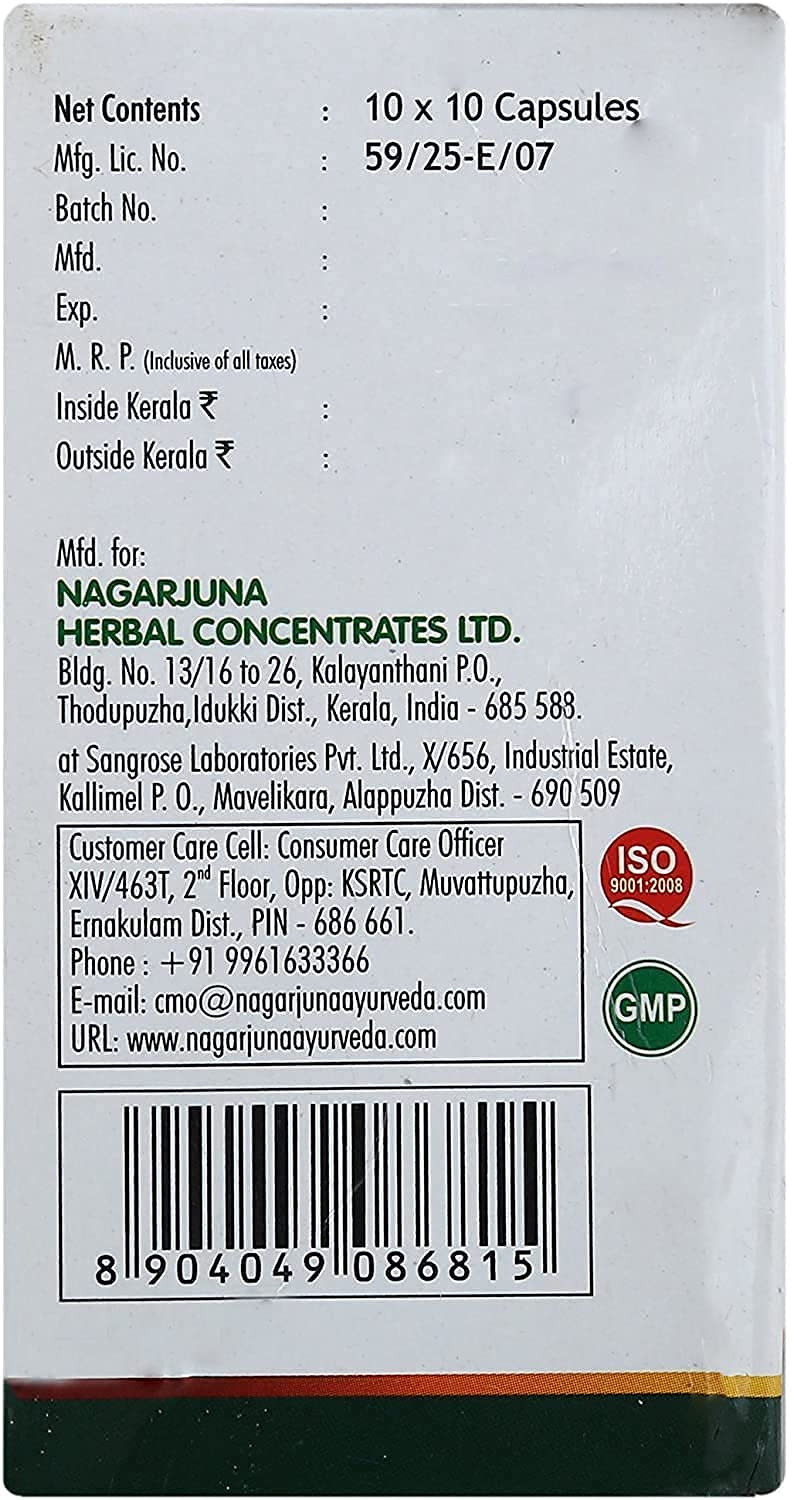 Net Contents : 10 x 10 Capsules
Mfg. Lic. No. : 59/25-E/07
Batch No. :
Mfd. :
Exp. :
M. R. P. (Inclusive of all taxes)
Inside Kerala ₹ :
Outside Kerala ₹ :
Mfd. for:
NAGARJUNA
HERBAL CONCENTRATES LTD.
Bldg. No. 13/16 to 26, Kalayanthani P.O.,
Thodupuzha,Idukki Dist., Kerala, India - 685 588.
at Sangrose Laboratories Pvt. Ltd., X/656, Industrial Estate,
Kallimel P. O., Mavelikara, Alappuzha Dist. - 690 509
Customer Care Cell: Consumer Care Officer
XIV/463T, 2nd Floor, Opp: KSRTC, Muvattupuzha,
Ernakulam Dist., PIN - 686 661.
Phone : +91 9961633366
E-mail: cmo@nagarjunaayurveda.com
URL: www.nagarjunaayurveda.com
ISO
9001:2008
GMP
8 904049 086815